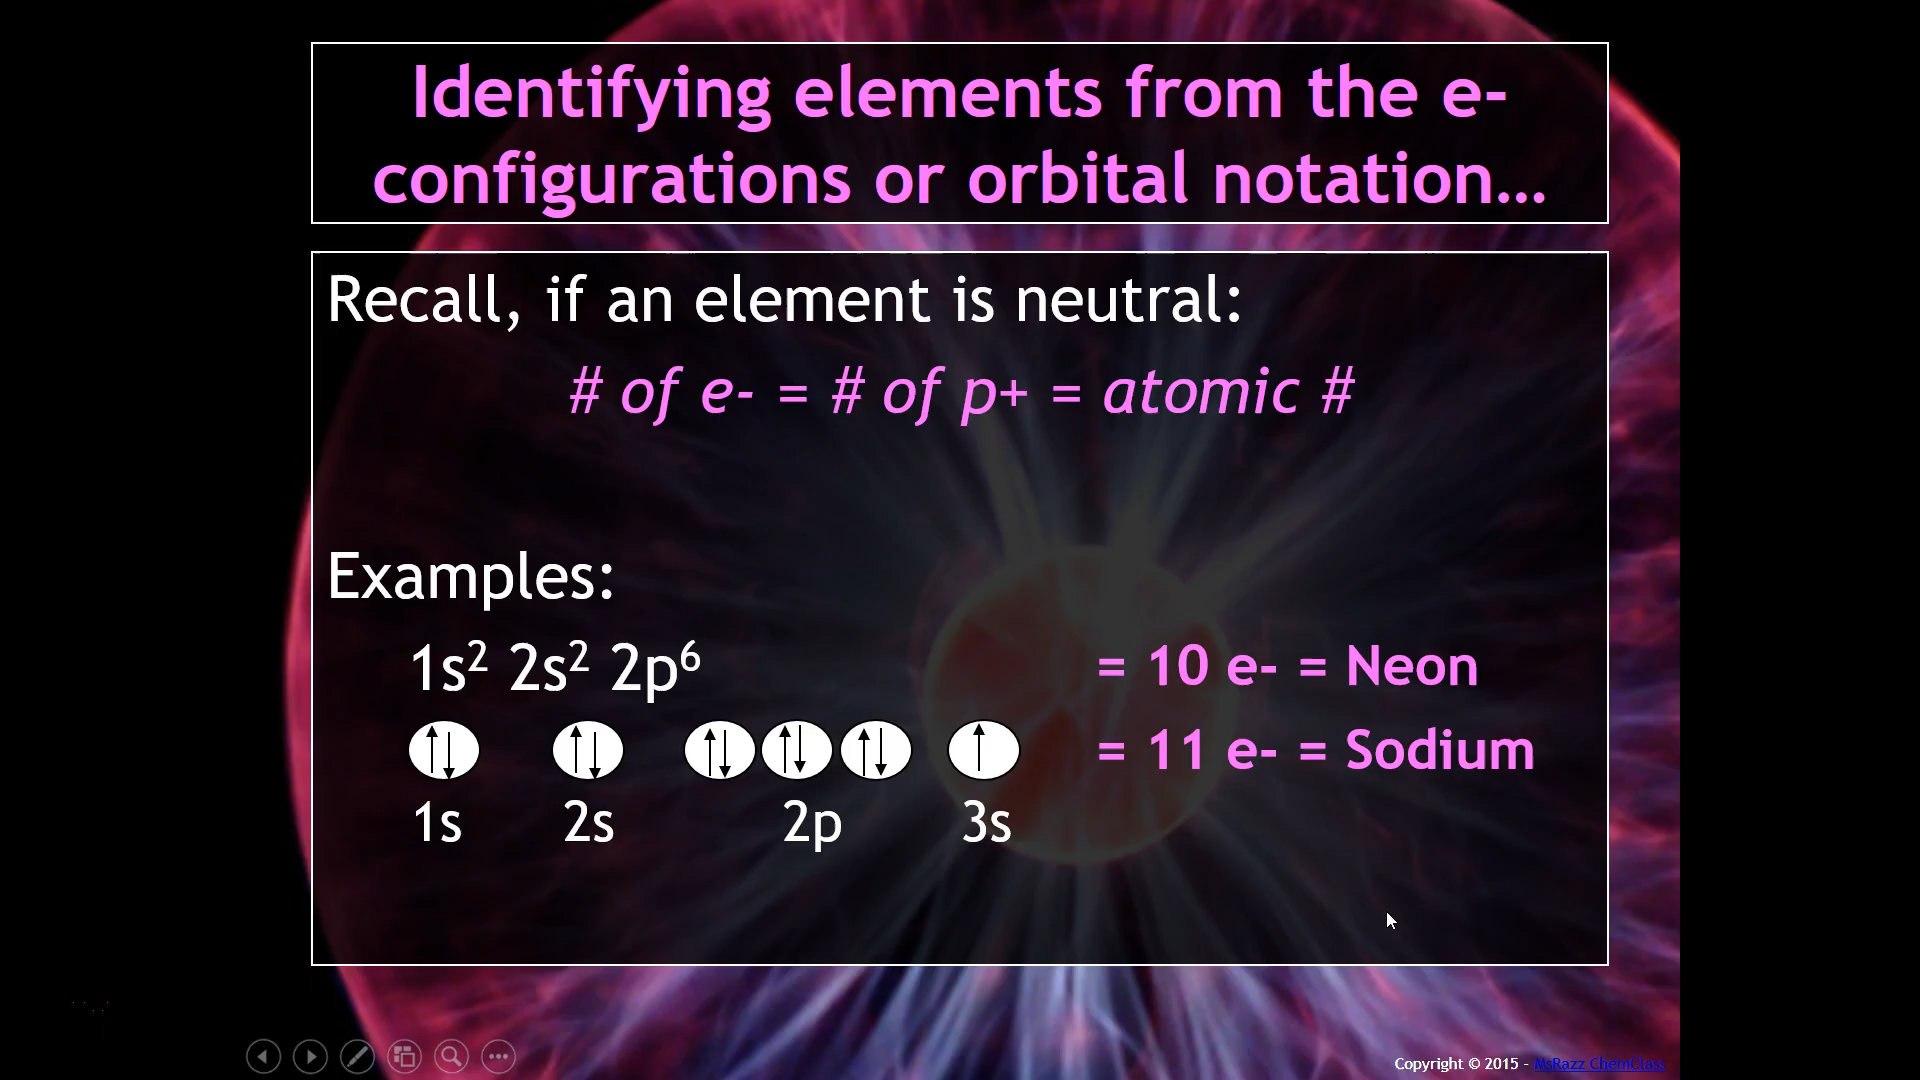 Identifying elements from the e-
configurations or orbital notation...
Recall, if an element is neutral:
# of e- = # of p+ = atomic #
Examples:
1s² 2s² 2p⁶ = 10 e- = Neon
= 11 e- = Sodium
1s 2s 2p 3s
Copyright © 2015 - MsRazz ChemClass